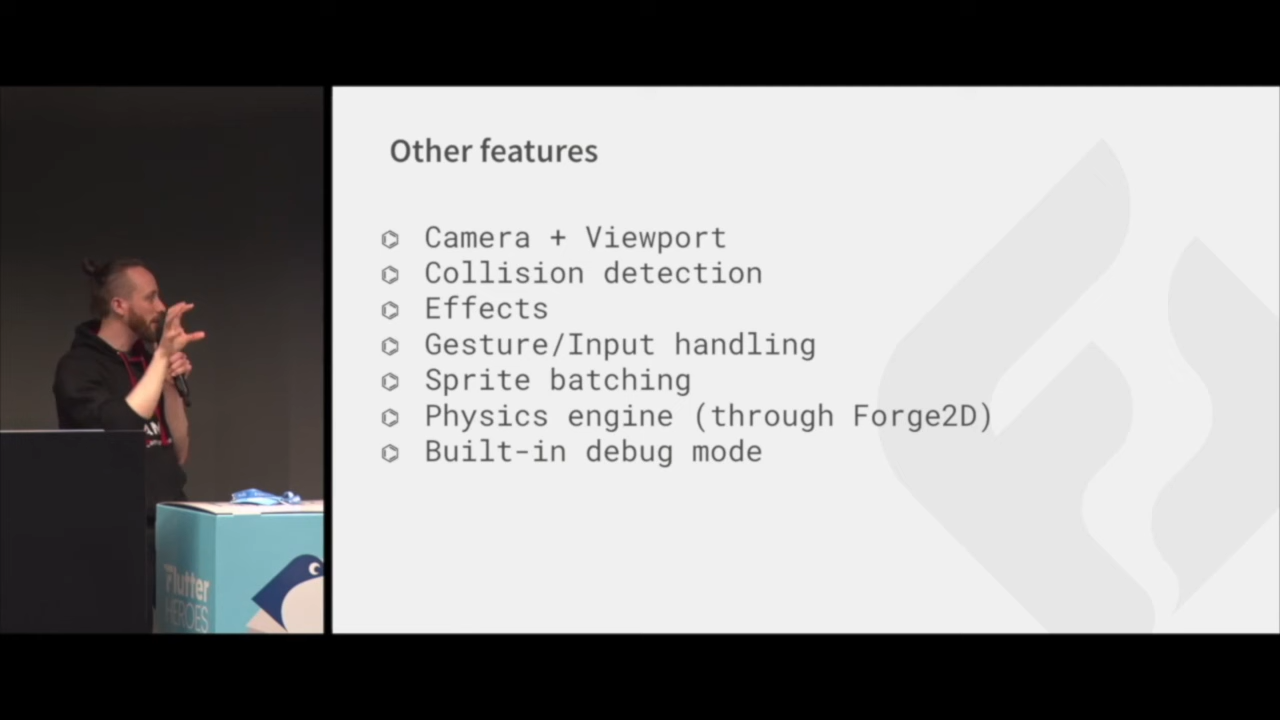 Other features
Camera + Viewport
Collision detection
Effects
Gesture/Input handling
Sprite batching
Physics engine (through Forge2D)
Built-in debug mode
Flutter
HEROES